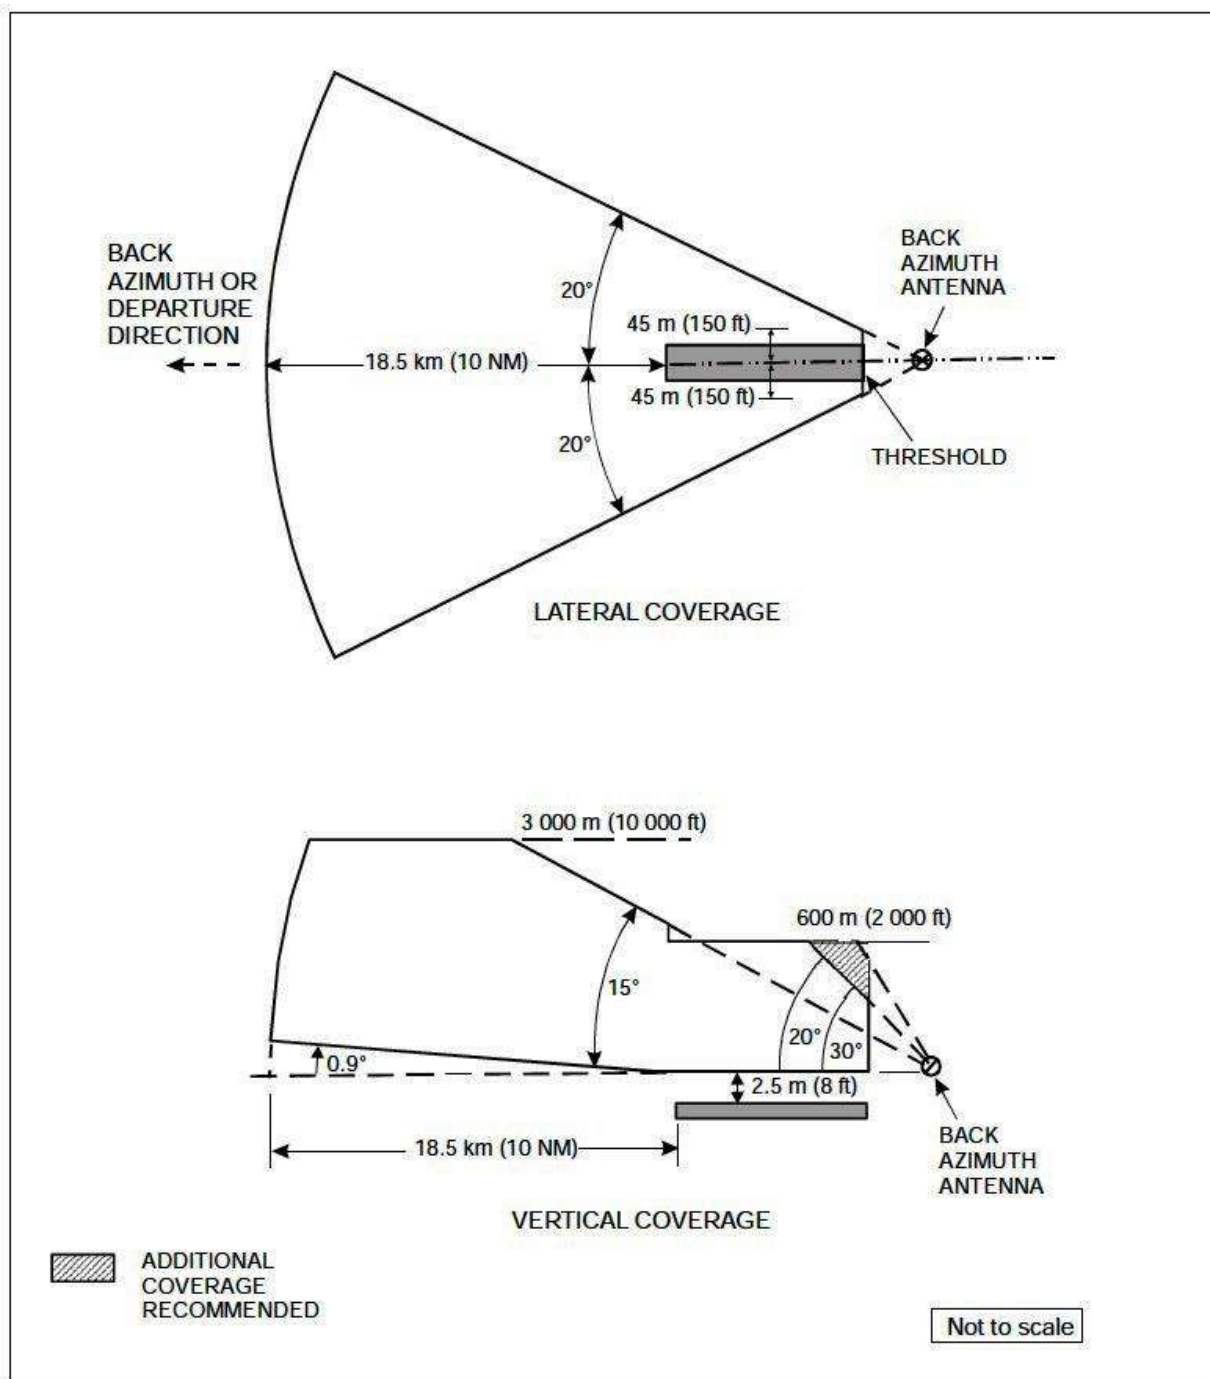 BACK
AZIMUTH OR
DEPARTURE
DIRECTION
BACK
AZIMUTH
ANTENNA
20°
45 m (150 ft)
18.5 km (10 NM)
45 m (150 ft)
20°
THRESHOLD
LATERAL COVERAGE
3 000 m (10 000 ft)
600 m (2 000 ft)
15°
20°
30°
0.9°
2.5 m (8 ft)
18.5 km (10 NM)
BACK
AZIMUTH
ANTENNA
VERTICAL COVERAGE
ADDITIONAL
COVERAGE
RECOMMENDED
Not to scale